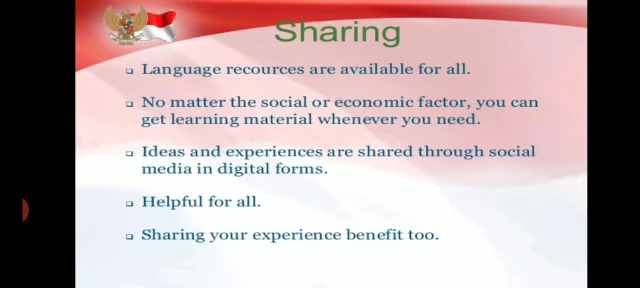 Sharing
Language recources are available for all.
No matter the social or economic factor, you can
get learning material whenever you need.
Ideas and experiences are shared through social
media in digital forms.
Helpful for all.
Sharing your experience benefit too.